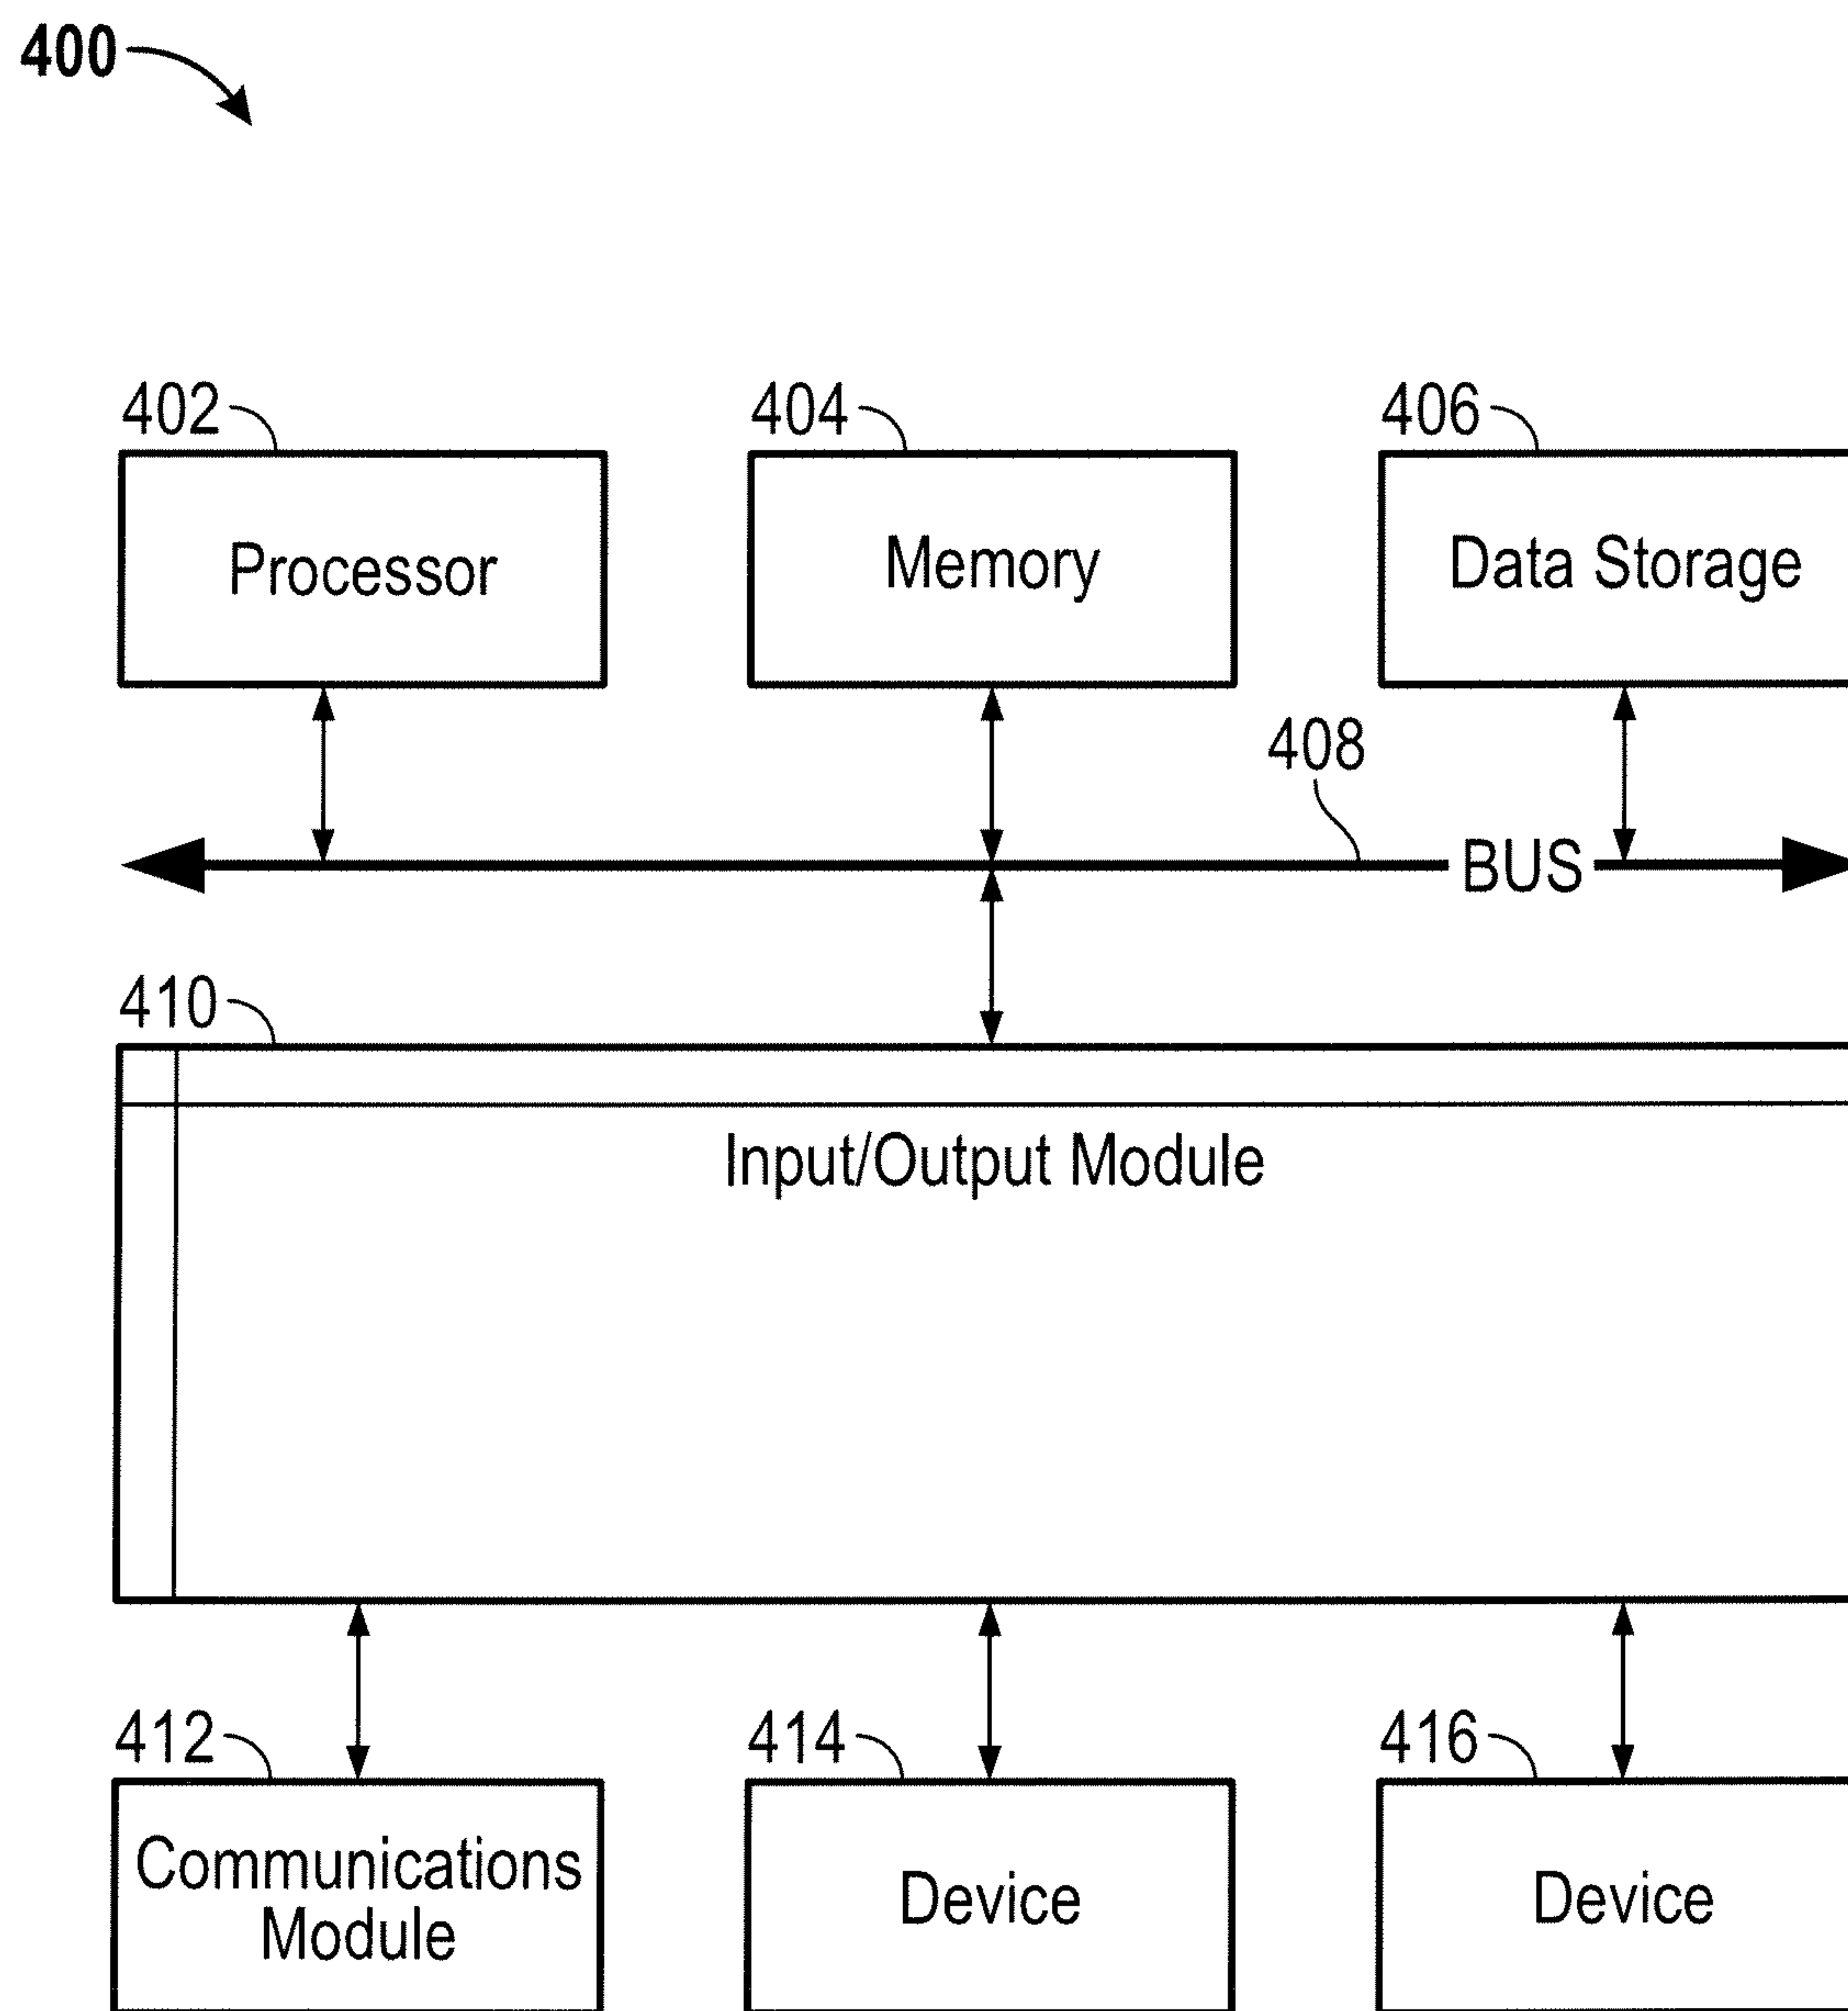 400
402
404
406
Processor
Memory
Data Storage
408
BUS
410
Input/Output Module
412
414
416
Communications
Module
Device
Device